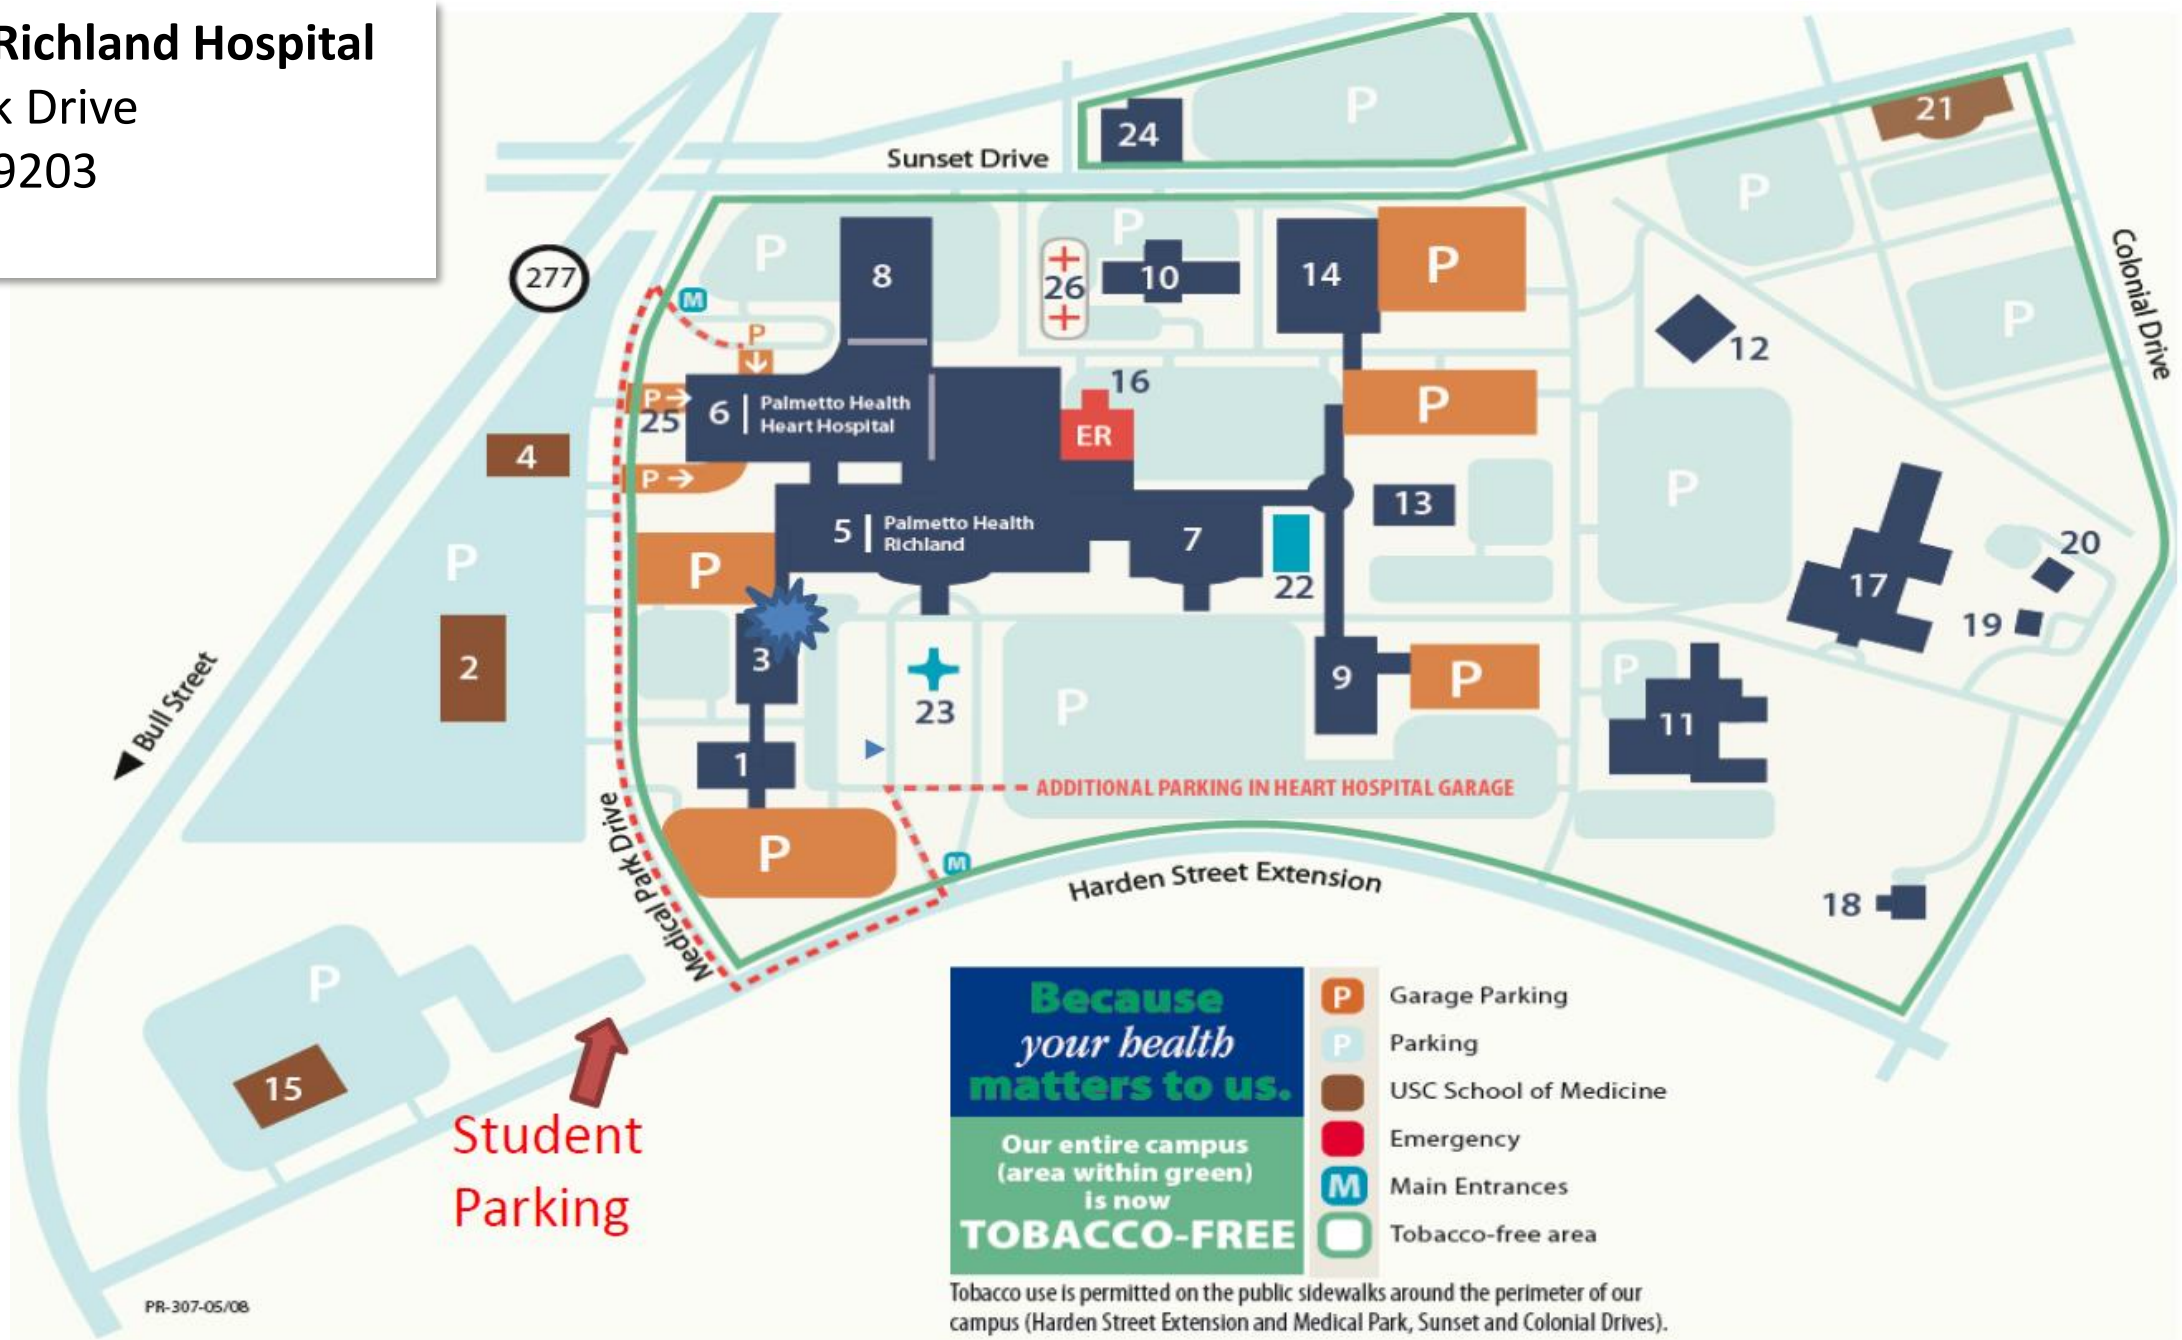 Richland Hospital
k Drive
9203
Sunset Drive
24
P
21
P
Colonial Drive
277
M
P
8
26
P
10
14
P
12
P
P
P
25
6
Palmetto Health
Heart Hospital
16
ER
P
4
P
P
5
Palmetto Health
Richland
7
22
13
P
17
20
19
P
P
2
3
23
P
9
P
P
11
Bull Street
1
ADDITIONAL PARKING IN HEART HOSPITAL GARAGE
P
M
Medical Park Drive
Harden Street Extension
18
P
15
Student
Parking
Because
your health
matters to us.
Our entire campus
(area within green)
is now
TOBACCO-FREE
P Garage Parking
P Parking
USC School of Medicine
Emergency
M Main Entrances
Tobacco-free area
Tobacco use is permitted on the public sidewalks around the perimeter of our
campus (Harden Street Extension and Medical Park, Sunset and Colonial Drives).
PR-307-05/08